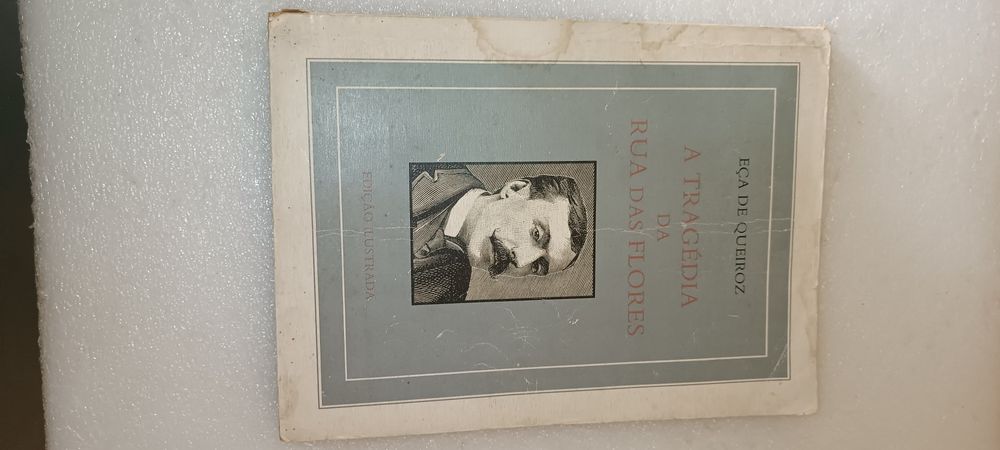 EÇA DE QUEIROZ
A TRAGÉDIA
DA
RUA DAS FLORES
EDIÇÃO ILUSTRADA